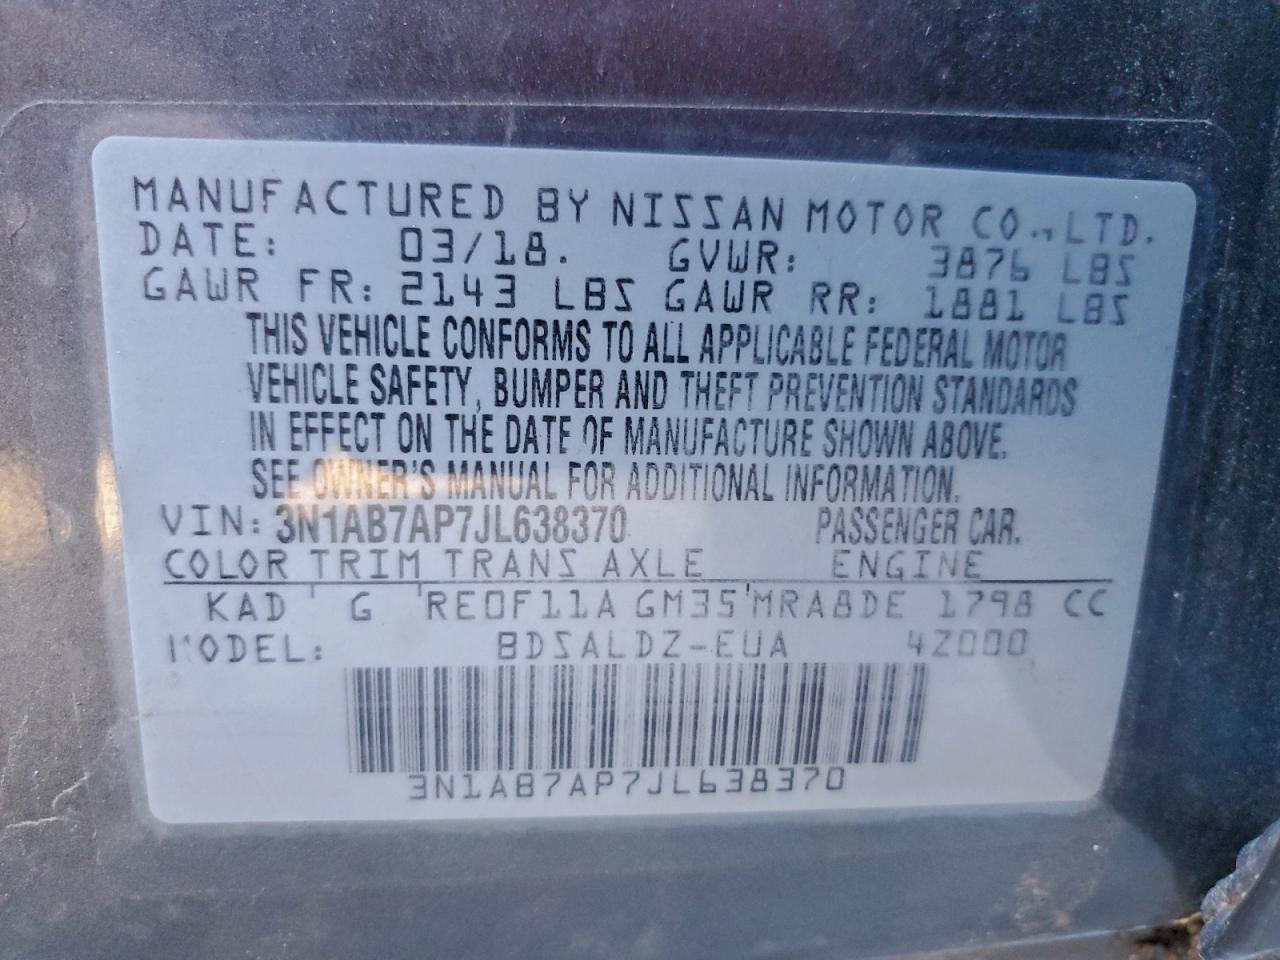 MANUFACTURED BY NISSAN MOTOR CO., LTD.
DATE: 03/18. GVWR: 3876 LBS
GAWR FR: 2143 LBS GAWR RR: 1881 LBS
THIS VEHICLE CONFORMS TO ALL APPLICABLE FEDERAL MOTOR
VEHICLE SAFETY, BUMPER AND THEFT PREVENTION STANDARDS
IN EFFECT ON THE DATE OF MANUFACTURE SHOWN ABOVE.
SEE OWNER'S MANUAL FOR ADDITIONAL INFORMATION.
VIN: 3N1AB7AP7JL638370 PASSENGER CAR.
COLOR TRIM TRANS AXLE ENGINE
KAD ' G 'RE0F11A GM35'MRA8DE 1798 CC
MODEL: BDSALDZ-EUA 4Z000
3N1AB7AP7JL638370